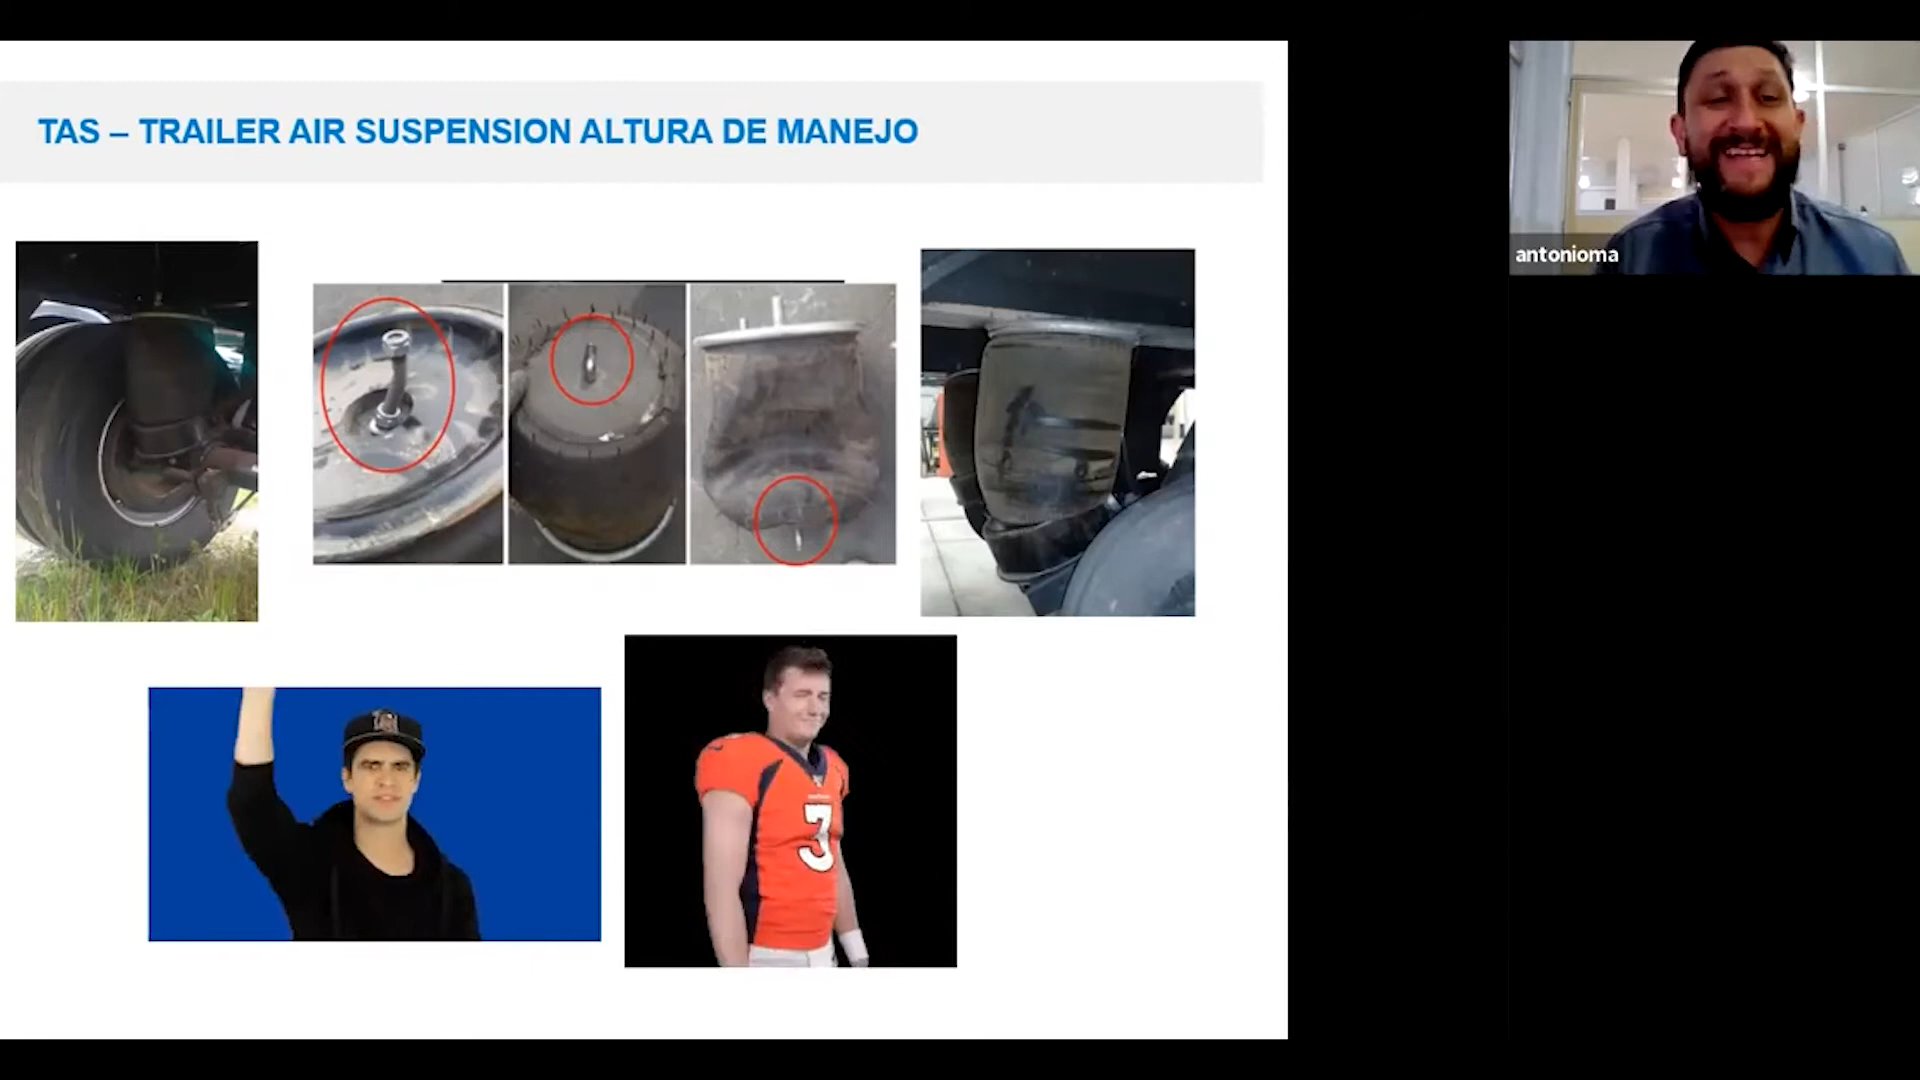 TAS – TRAILER AIR SUSPENSION ALTURA DE MANEJO
antonioma
3